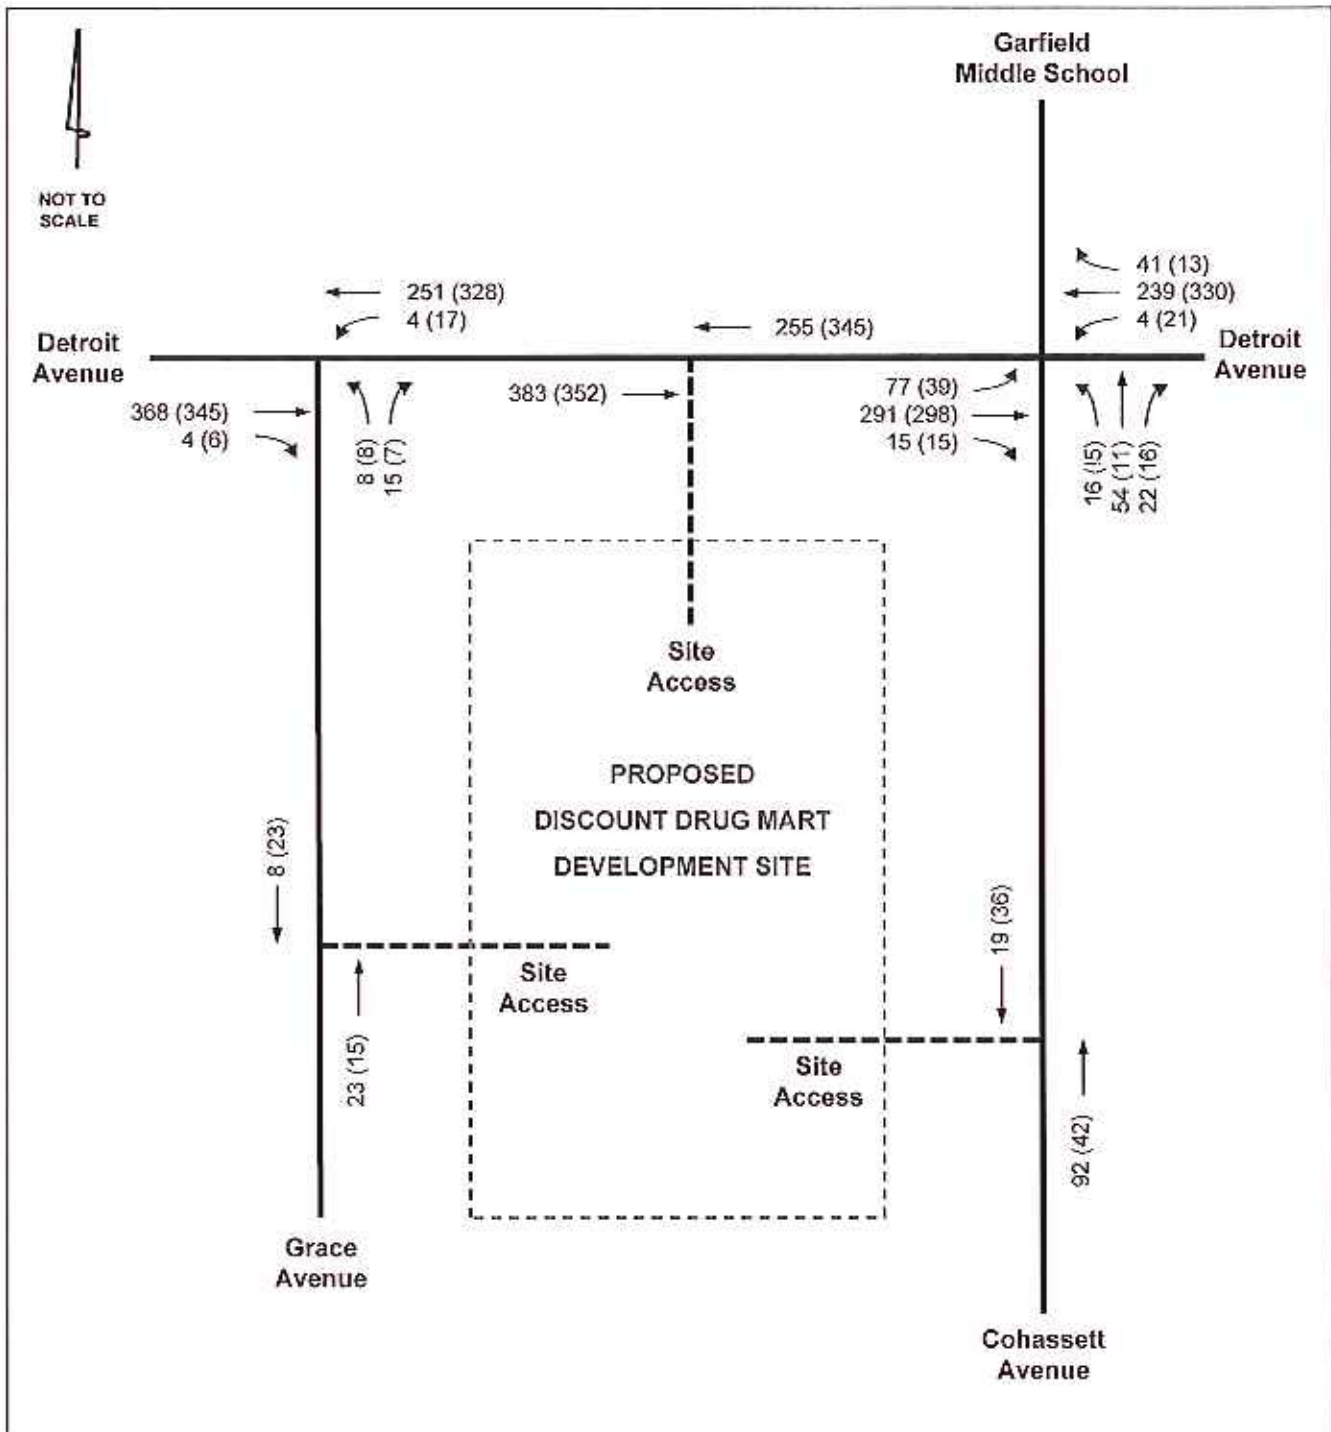 Garfield
Middle School
NOT TO
SCALE
41 (13)
239 (330)
4 (21)
251 (328)
4 (17)
255 (345)
Detroit
Avenue
Detroit
Avenue
368 (345)
4 (6)
8 (8)
15 (7)
383 (352)
77 (39)
291 (298)
15 (15)
16 (!5)
54 (11)
22 (16)
Site
Access
PROPOSED
DISCOUNT DRUG MART
DEVELOPMENT SITE
8 (23)
19 (36)
Site
Access
23 (15)
Site
Access
92 (42)
Grace
Avenue
Cohassett
Avenue